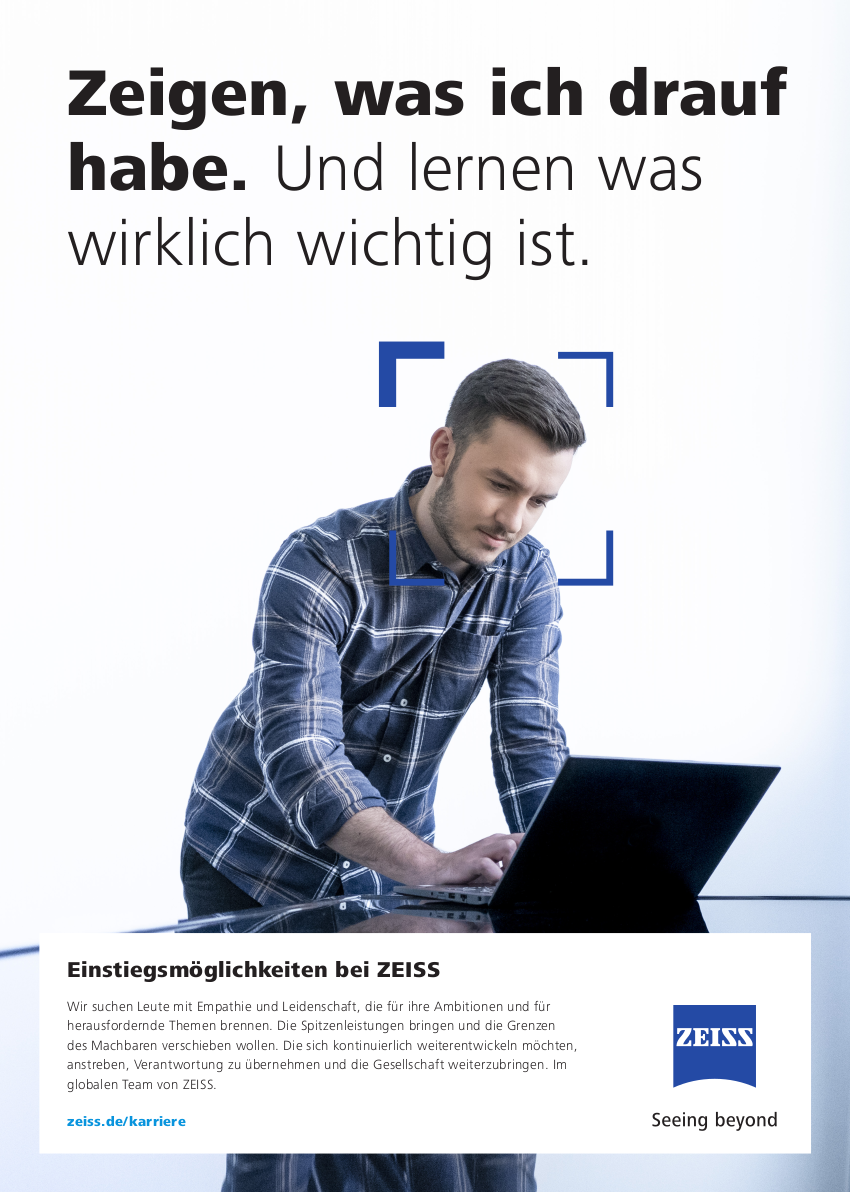 Zeigen, was ich drauf
habe. Und lernen was
wirklich wichtig ist.
Einstiegsmöglichkeiten bei ZEISS
Wir suchen Leute mit Empathie und Leidenschaft, die für ihre Ambitionen und für
herausfordernde Themen brennen. Die Spitzenleistungen bringen und die Grenzen
des Machbaren verschieben wollen. Die sich kontinuierlich weiterentwickeln möchten,
anstreben, Verantwortung zu übernehmen und die Gesellschaft weiterzubringen. Im
globalen Team von ZEISS.
zeiss.de/karriere
ZEISS
Seeing beyond